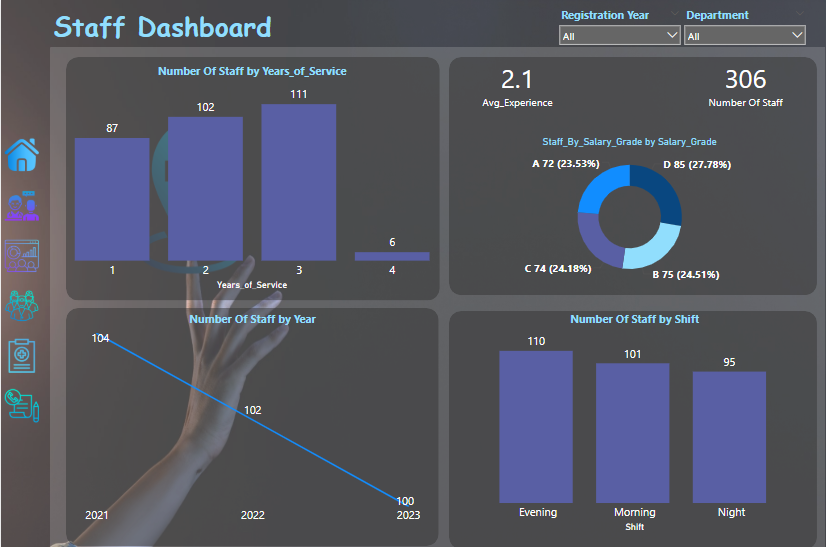 Staff Dashboard
Registration Year
All
Department
All
Number Of Staff by Years_of_Service
87
102
111
6
1
2
3
4
Years_of_Service
2.1
Avg_Experience
306
Number Of Staff
Staff_By_Salary_Grade by Salary_Grade
A 72 (23.53%)
D 85 (27.78%)
C 74 (24.18%)
B 75 (24.51%)
Number Of Staff by Year
104
102
100
2021
2022
2023
Number Of Staff by Shift
110
101
95
Evening
Morning
Night
Shift